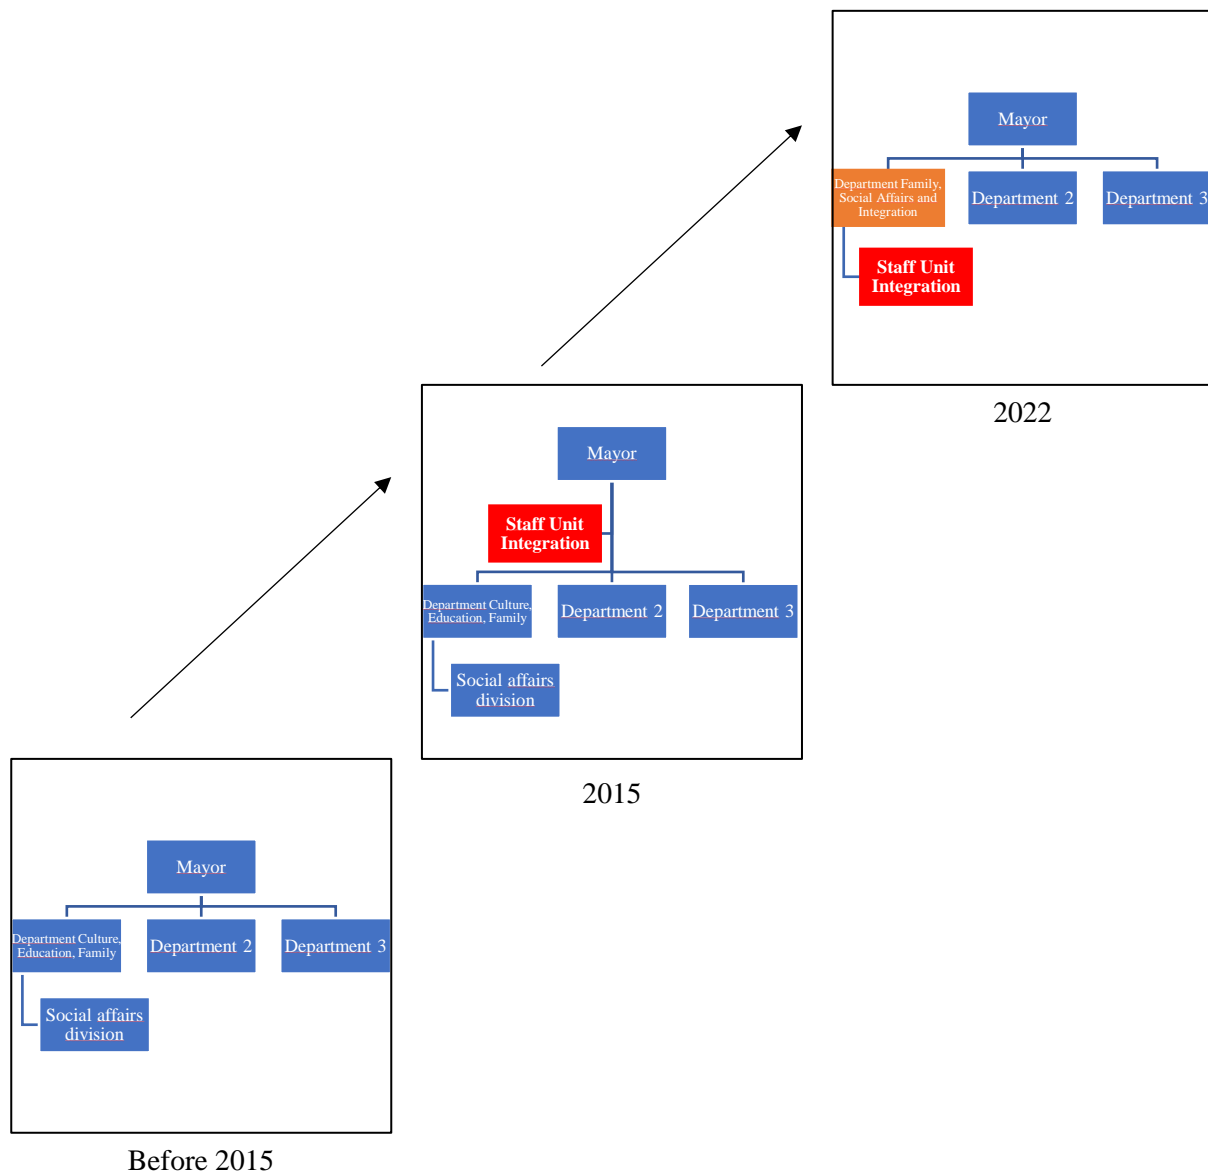 Mayor
Department Family,
Social Affairs and
Integration
Department 2
Department 3
Staff Unit
Integration
2022
Mayor
Staff Unit
Integration
Department Culture,
Education, Family
Department 2
Department 3
Social affairs
division
2015
Mayor
Department Culture,
Education, Family
Department 2
Department 3
Social affairs
division
Before 2015